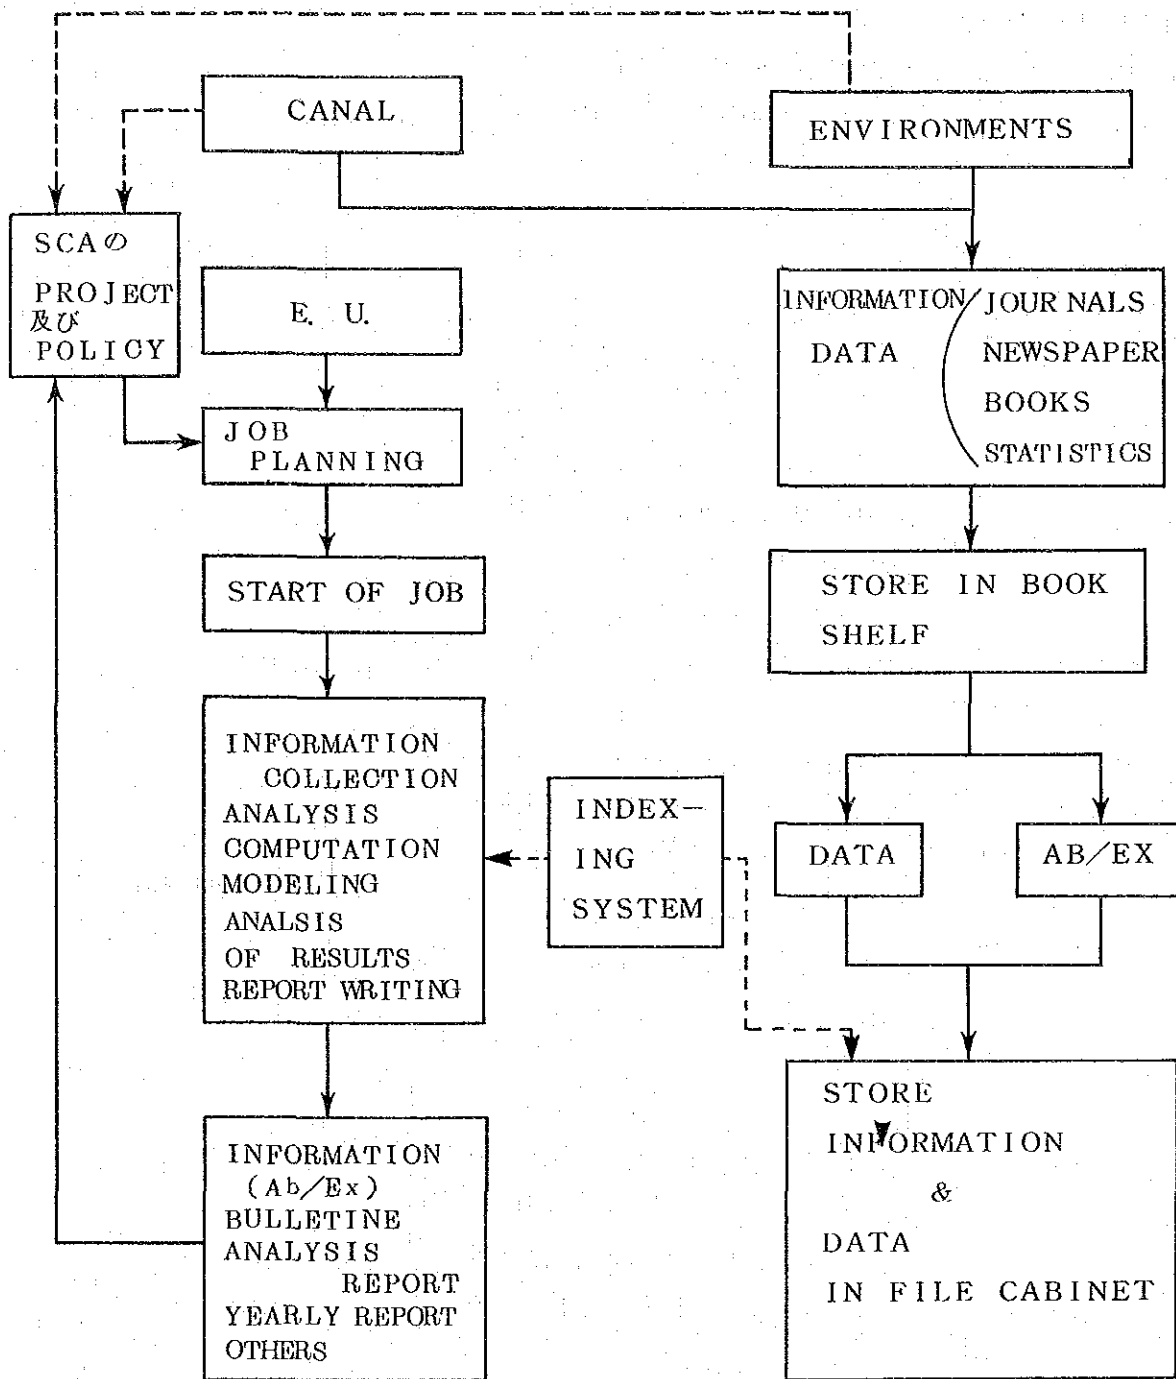 CANAL
ENVIRONMENTS
SCAの
PROJECT
及び
POLICY
E. U.
JOB
PLANNING
START OF JOB
INFORMATION
COLLECTION
ANALYSIS
COMPUTATION
MODELING
ANALSIS
OF RESULTS
REPORT WRITING
INFORMATION
(Ab/Ex)
BULLETINE
ANALYSIS
REPORT
YEARLY REPORT
OTHERS
INDEX-
ING
SYSTEM
INFORMATION
DATA
JOURNALS
NEWSPAPER
BOOKS
STATISTICS
STORE IN BOOK
SHELF
DATA
AB/EX
STORE
INFORMATION
&
DATA
IN FILE CABINET